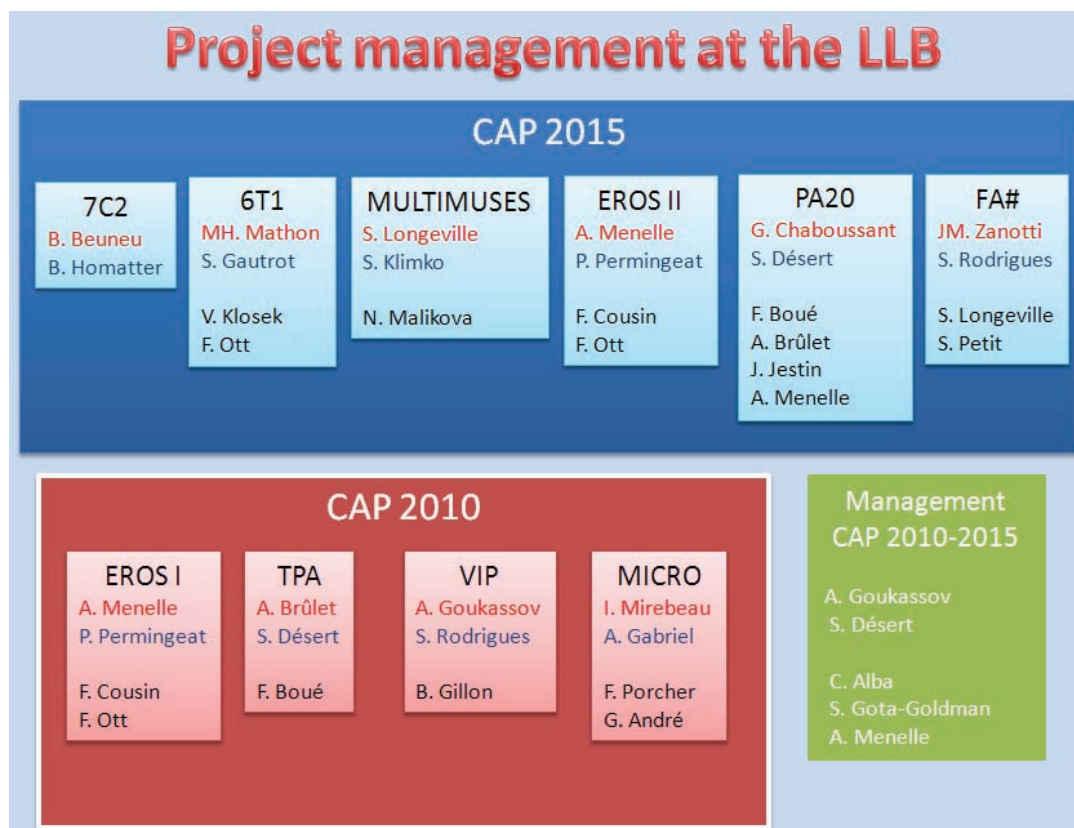 Project management at the LLB
CAP 2015
7C2
B. Beuneu
B. Homatter
6T1
MH. Mathon
S. Gautrot
V. Klosek
F. Ott
MULTIMUSES
S. Longeville
S. Klimko
N. Malikova
EROS II
A. Menelle
P. Permingeat
F. Cousin
F. Ott
PA20
G. Chaboussant
S. Désert
F. Boué
A. Brûlet
J. Jestin
A. Menelle
FA#
JM. Zanotti
S. Rodrigues
S. Longeville
S. Petit
CAP 2010
EROS I
A. Menelle
P. Permingeat
F. Cousin
F. Ott
TPA
A. Brûlet
S. Désert
F. Boué
VIP
A. Goukassov
S. Rodrigues
B. Gillon
MICRO
I. Mirebeau
A. Gabriel
F. Porcher
G. André
Management
CAP 2010-2015
A. Goukassov
S. Désert
C. Alba
S. Gota-Goldman
A. Menelle